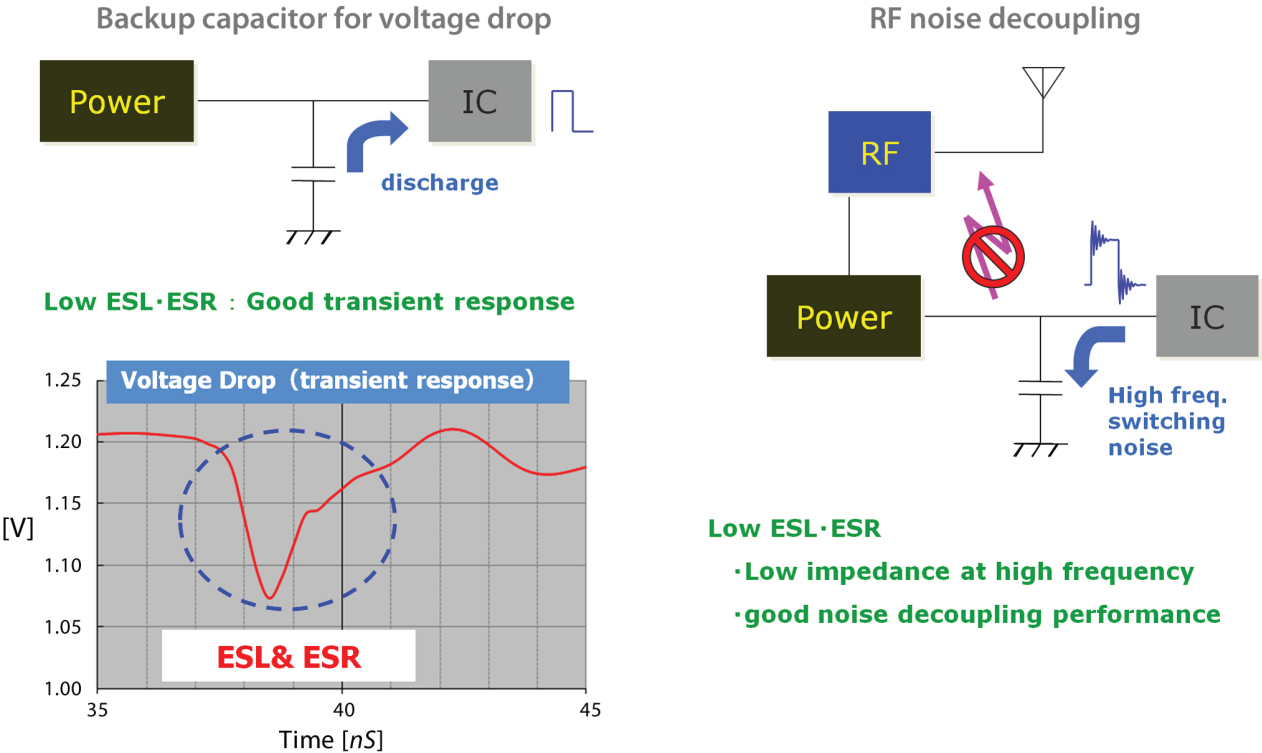 Backup capacitor for voltage drop
Power
IC
discharge
Low ESL·ESR : Good transient response
Voltage Drop (transient response)
1.25
1.20
1.15
[V]
1.10
1.05
1.00
ESL& ESR
35
40
45
Time [nS]
RF noise decoupling
RF
Power
IC
High freq.
switching
noise
Low ESL·ESR
·Low impedance at high frequency
·good noise decoupling performance